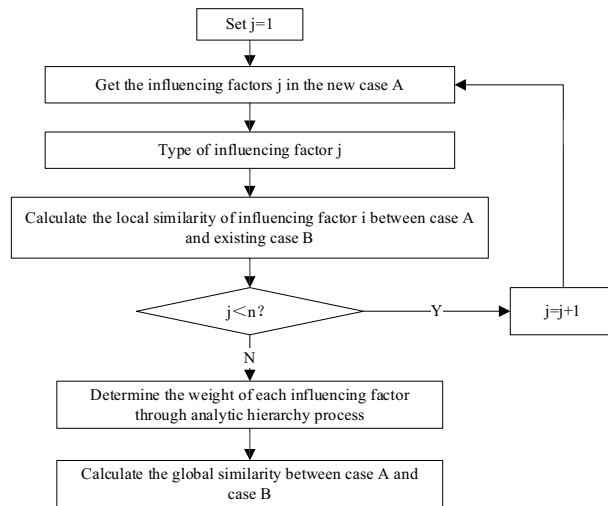 Set j=1
Get the influencing factors j in the new case A
Type of influencing factor j
Calculate the local similarity of influencing factor i between case A
and existing case B
j＜n?
Y
j=j+1
N
Determine the weight of each influencing factor
through analytic hierarchy process
Calculate the global similarity between case A and
case B